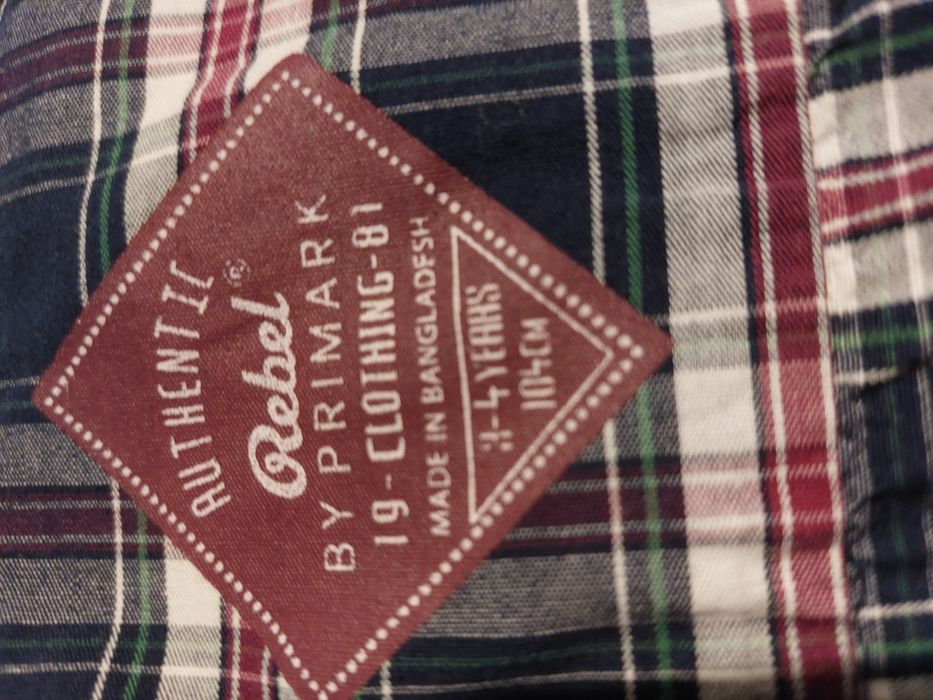 AUTHENTIC
Rebel®
BY PRIMARK
19-CLOTHING-81
MADE IN BANGLADESH
3-4 YEARS
104CM